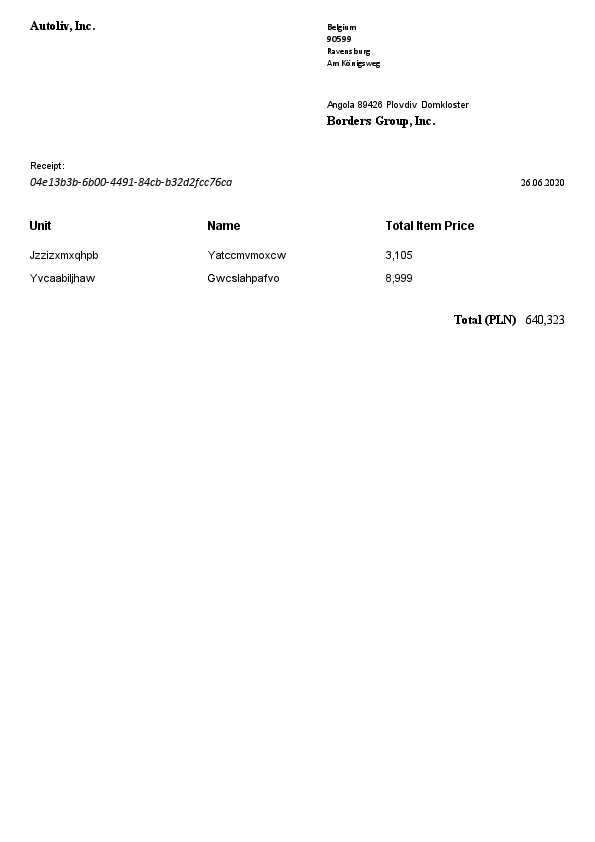 Autoliv, Inc.
Belgium
90599
Ravensburg
Am Königsweg
Angola 89426 Plovdiv Domkloster
Borders Group, Inc.
Receipt:
04e13b3b-6b00-4491-84cb-b32d2fcc76ca 26.06.2020
Unit Name Total Item Price
Jzzizxmxqhpb Yatccmvmoxcw 3,105
Yvcaabiljhaw Gwcslahpafvo 8,999
Total (PLN) 640,323